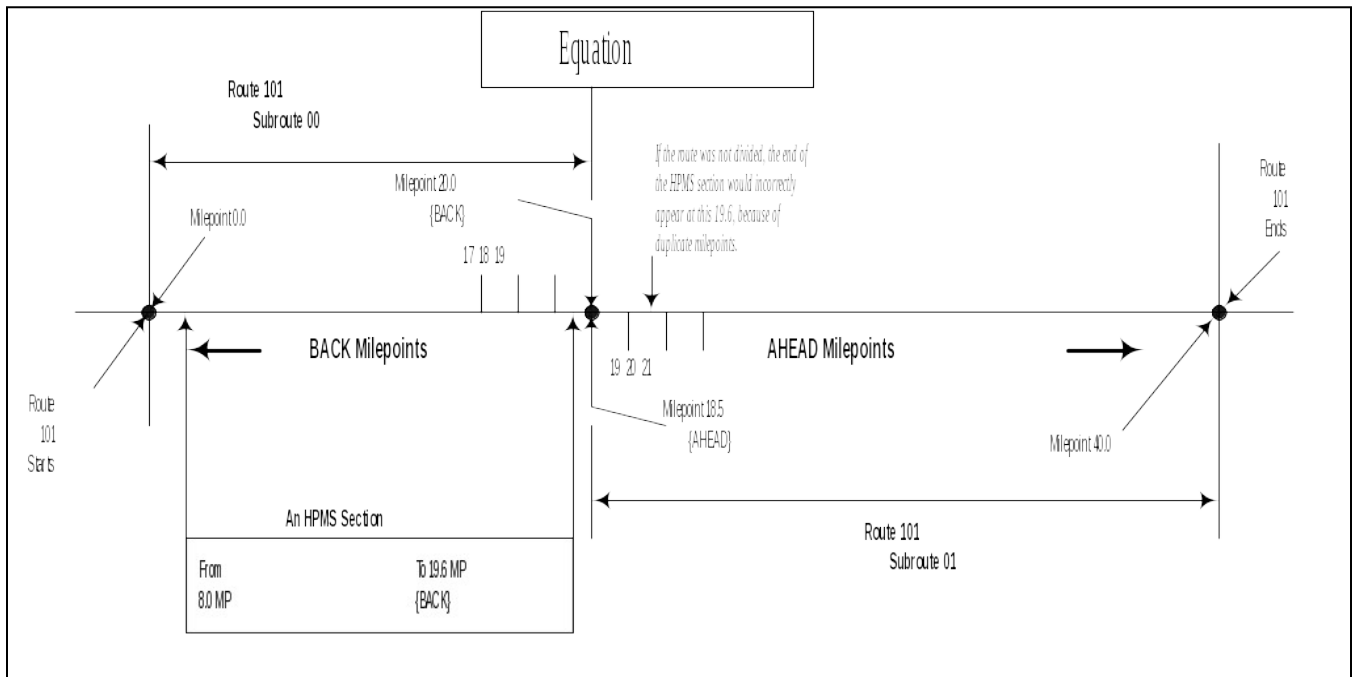 Equation
Route 101
Subroute 00
If the route was not divided, the end of
the HPMS section would incorrectly
appear at this 19.6, because of
duplicate milepoints.
Milepoint 20.0
{BACK}
Milepoint 0.0
17 18 19
Route
101
Ends
BACK Milepoints
AHEAD Milepoints
19 20 21
Milepoint 18.5
{AHEAD}
Route
101
Starts
Milepoint 40.0
An HPMS Section
From
8.0 MP
To 19.6 MP
{BACK}
Route 101
Subroute 01